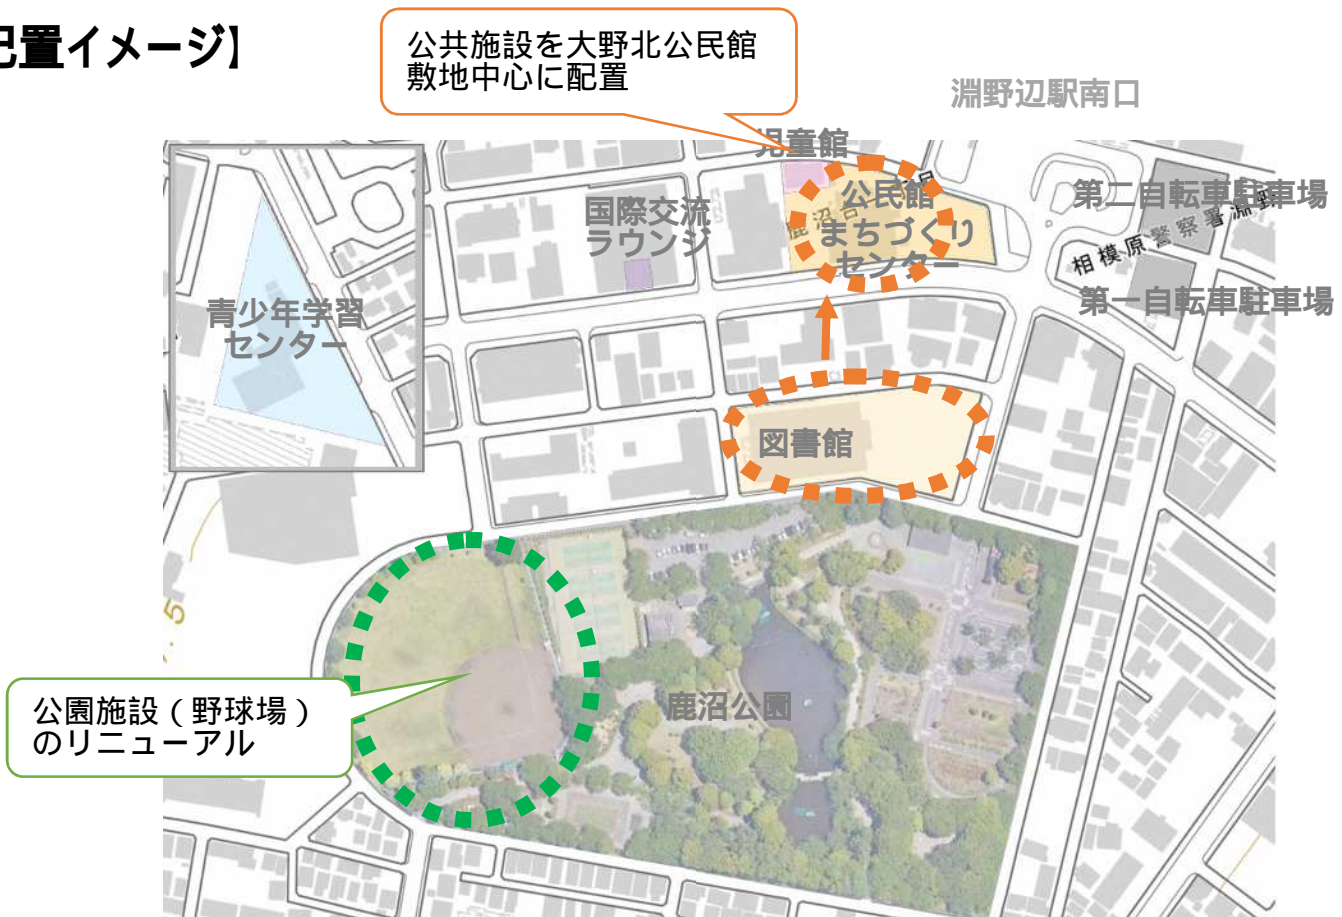 配置イメージ】
公共施設を大野北公民館
敷地中心に配置
淵野辺駅南口
児童館
公民館
まちづくり
センター
国際交流
ラウンジ
第二自転車駐車場
相模原警察署淵野
第一自転車駐車場
青少年学習
センター
図書館
公園施設（野球場）
のリニューアル
鹿沼公園